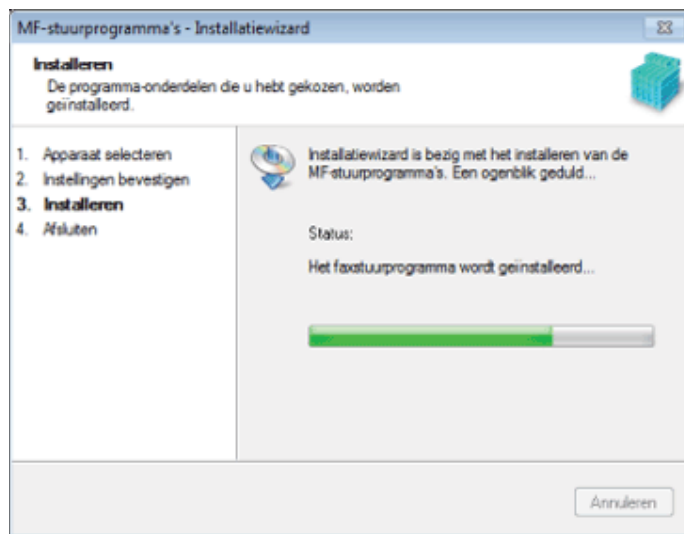 MF-stuurprogramma's - Installatiewizard
Installeren
De programma-onderdelen die u hebt gekozen, worden
geïnstalleerd.
1. Apparaat selecteren
2. Instellingen bevestigen
3. Installeren
4. Afsluiten
Installatiewizard is bezig met het installeren van de
MF-stuurprogramma's. Een ogenblik geduld...
Status:
Het faxstuurprogramma wordt geïnstalleerd...
Annuleren